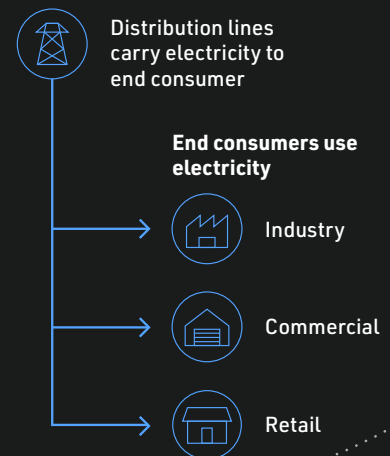 Distribution lines
carry electricity to
end consumer
End consumers use
electricity
Industry
Commercial
Retail